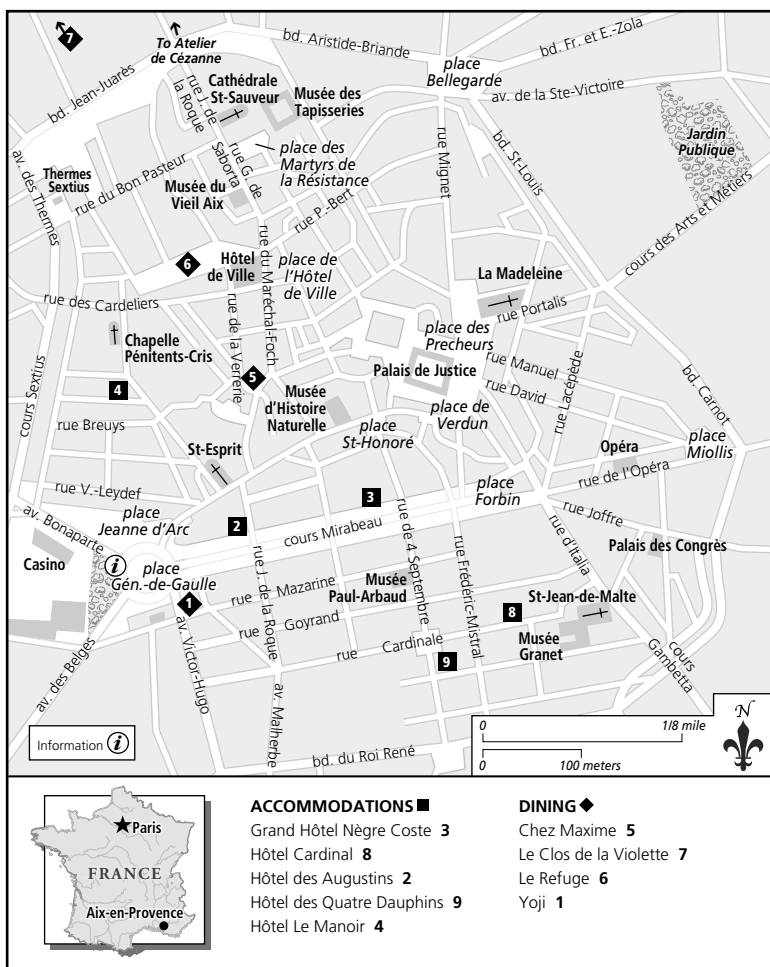 7
To Atelier
de Cézanne
bd. Aristide-Briande
bd. Fr. et E.-Zola
place
Bellegarde
bd. Jean-Juarès
rue J. de
la Roque
Cathédrale
St-Sauveur
Musée des
Tapisseries
av. de la Ste-Victoire
Jardin
Publique
av. des Thermes
Thermes
Sextius
rue du Bon Pasteur
rue G. de
Saborta
place des
Martyrs de
la Résistance
rue Mignet
bd. St-Louis
Musée du
Vieil Aix
rue P.-Bert
cours des Arts et Métiers
6
Hôtel
de Ville
rue du Maréchal-Foch
place de
l'Hôtel
de Ville
La Madeleine
rue Portalis
rue des Cardeliers
rue de la Verrerie
place des
Precheurs
Chapelle
Pénitents-Cris
cours Sextius
4
5
Musée
d'Histoire
Naturelle
Palais de Justice
rue Manuel
rue David
rue Lacépède
bd. Carnot
rue Breuys
place
St-Honoré
place de
Verdun
St-Esprit
Opéra
place
Miollis
rue V.-Leydef
place
Forbin
rue de l'Opéra
av. Bonaparte
place
Jeanne d'Arc
2
3
cours Mirabeau
rue de 4 Septembre
rue Frédéric-Mistral
rue d'Italia
rue Joffre
Palais des Congrès
Casino
i
place
Gén.-de-Gaulle
rue J. de la Roque
1
rue Mazarine
Musée
Paul-Arbaud
St-Jean-de-Malte
8
rue Goyrand
rue Cardinale
Musée
Granet
9
av. des Belges
av. Victor-Hugo
av. Malherbe
cours
Gambetta
bd. du Roi René
Information i
0 1/8 mile
0 100 meters
N
Paris
FRANCE
Aix-en-Provence
ACCOMMODATIONS
Grand Hôtel Nègre Coste 3
Hôtel Cardinal 8
Hôtel des Augustins 2
Hôtel des Quatre Dauphins 9
Hôtel Le Manoir 4
DINING
Chez Maxime 5
Le Clos de la Violette 7
Le Refuge 6
Yoji 1